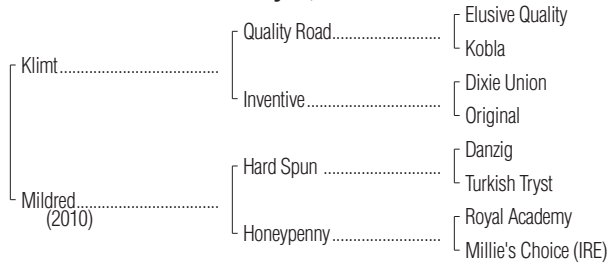 Elusive Quality
Quality Road
Kobla
Klimt
Dixie Union
Inventive
Original
Danzig
Hard Spun
Turkish Tryst
Mildred
(2010)
Royal Academy
Honeypenny
Millie's Choice (IRE)